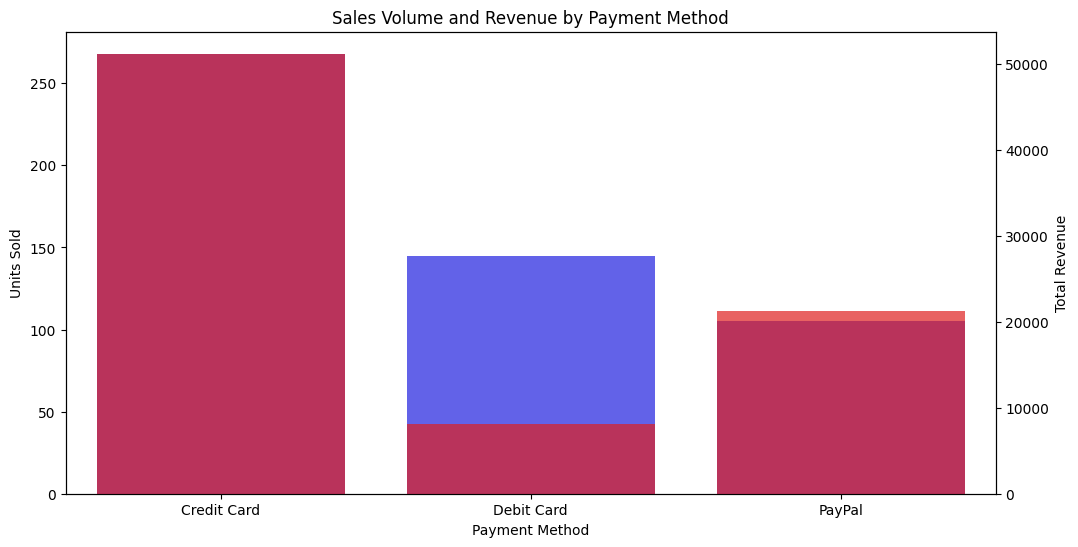 Sales Volume and Revenue by Payment Method
Units Sold
250
200
150
100
50
0
50000
40000
30000
20000
10000
0
Total Revenue
Credit Card
Debit Card
PayPal
Payment Method